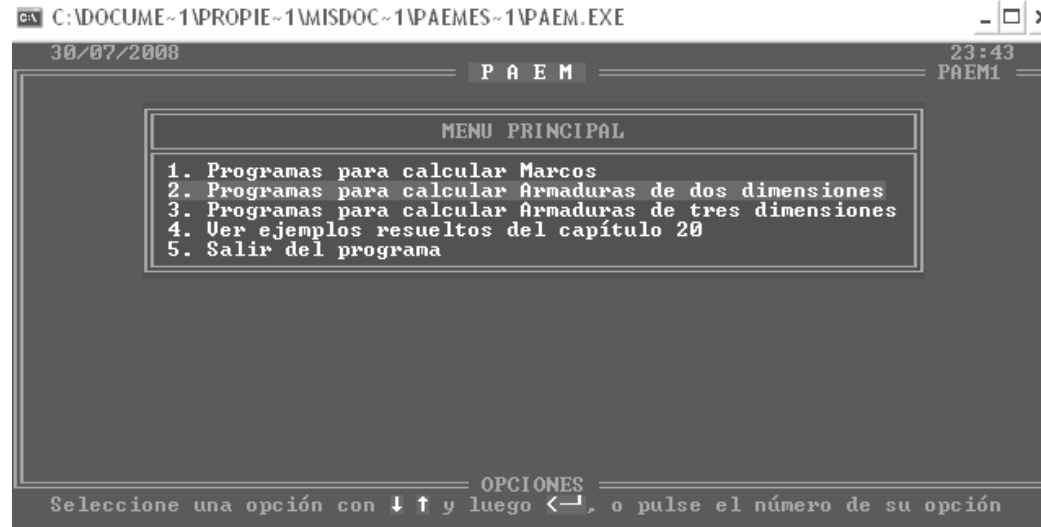 C:\DOCUME~1\PROPIE~1\MISDOC~1\PAEMES~1\PAEM.EXE
30/07/2008 23:43
P A E M PAEM1
MENU PRINCIPAL
1. Programas para calcular Marcos
2. Programas para calcular Armaduras de dos dimensiones
3. Programas para calcular Armaduras de tres dimensiones
4. Ver ejemplos resueltos del capítulo 20
5. Salir del programa
OPCIONES
Seleccione una opción con ↓ ↑ y luego <─┘, o pulse el número de su opción